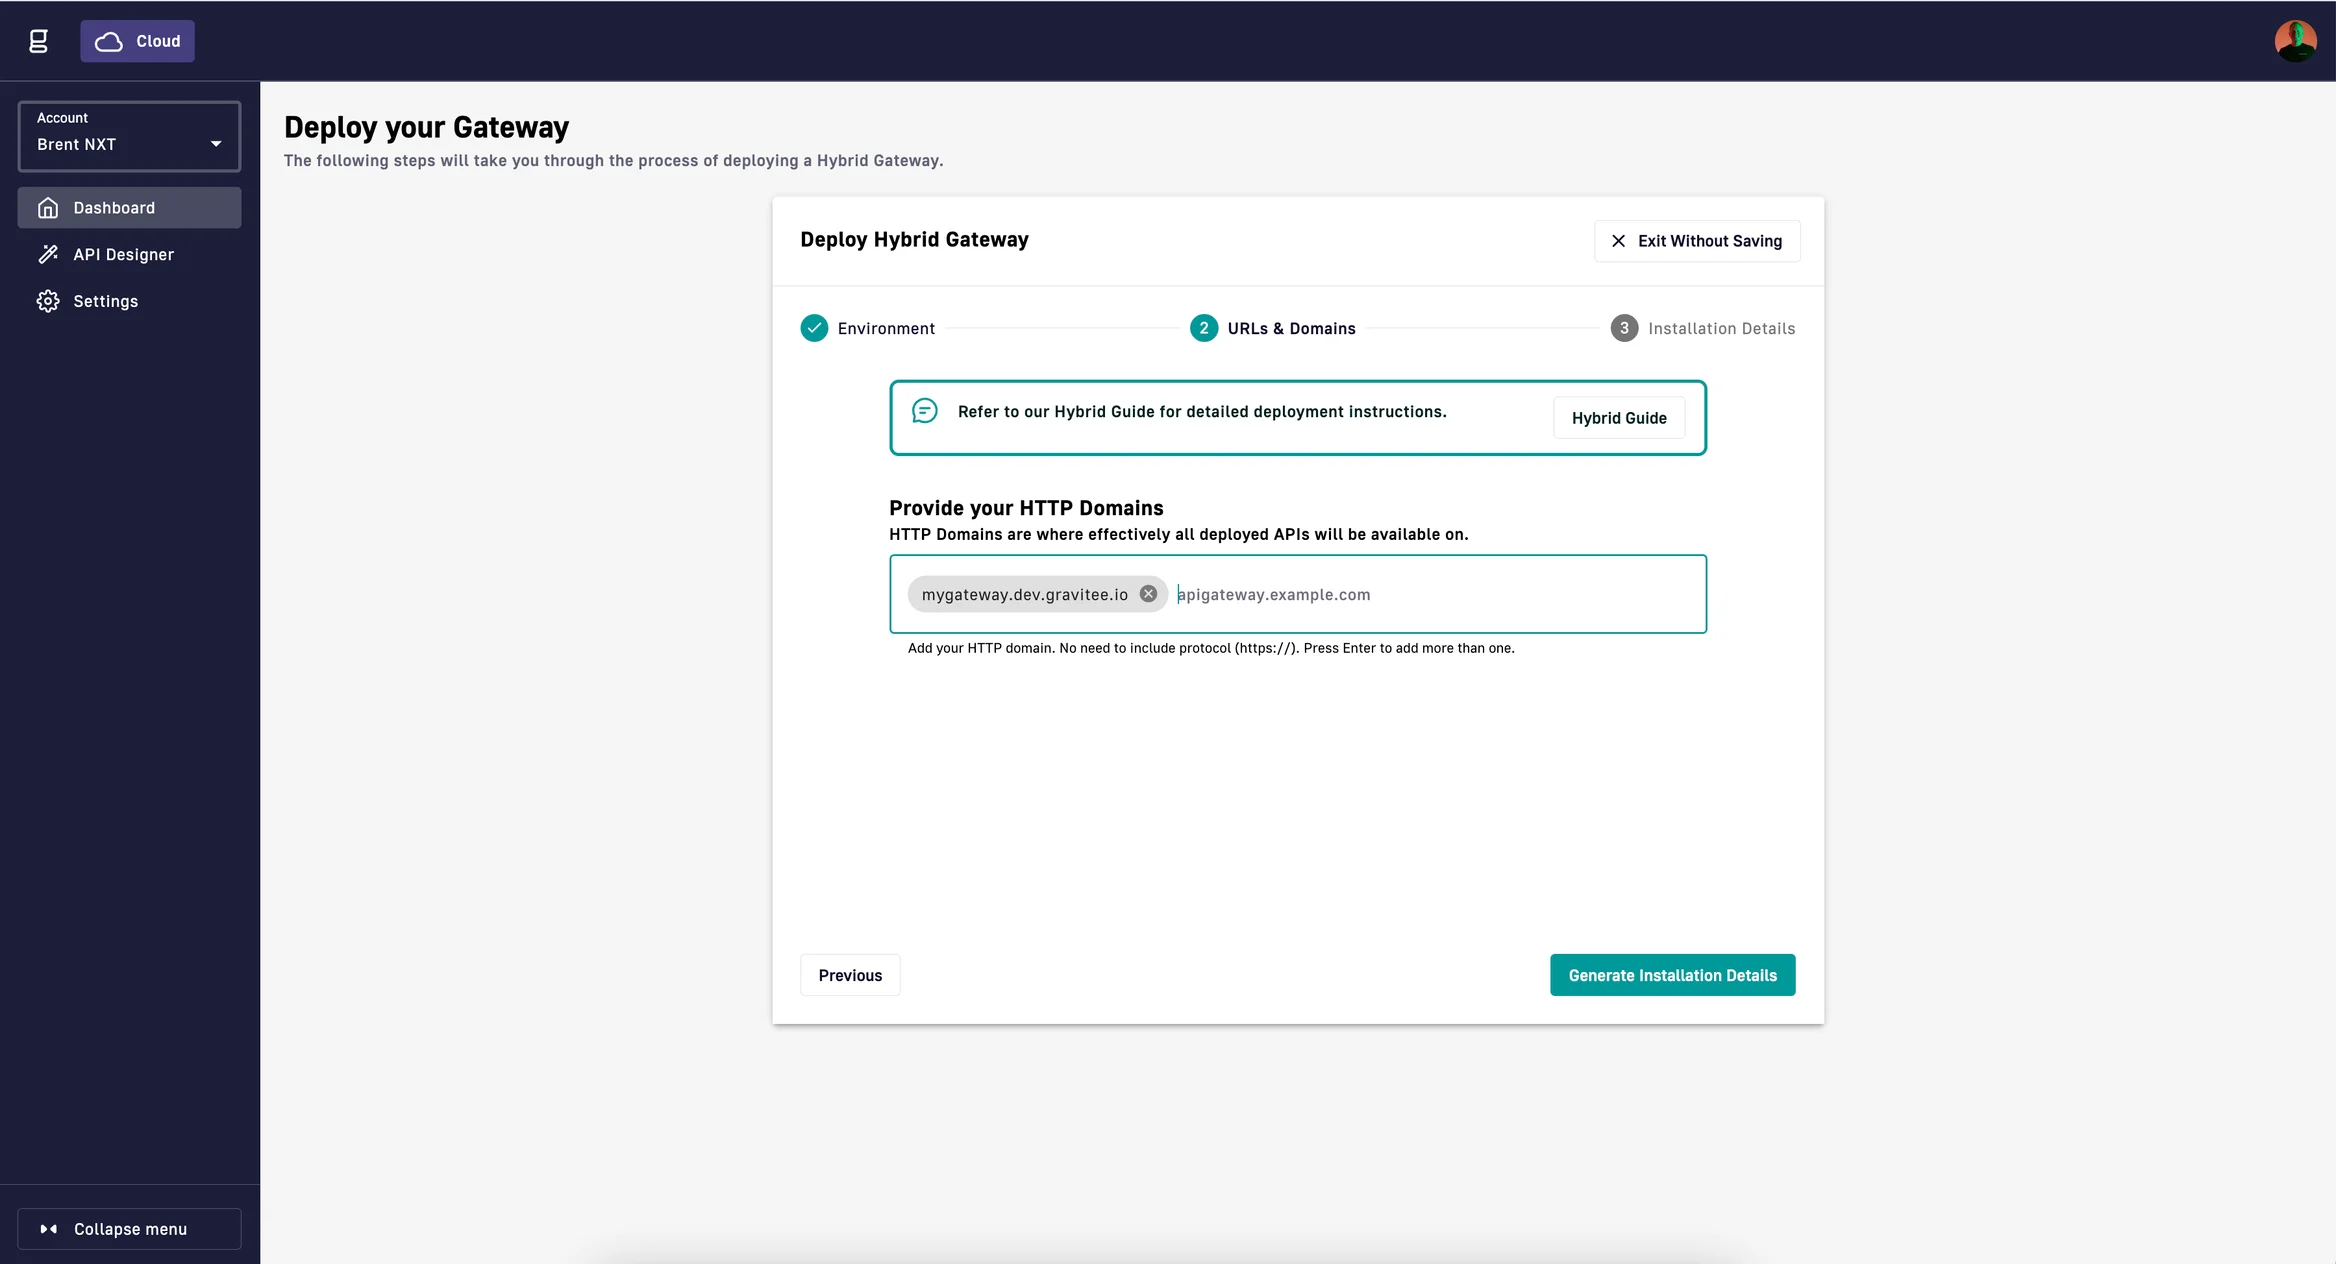 g
Cloud
Account
Brent NXT
Dashboard
API Designer
Settings
Collapse menu
Deploy your Gateway
The following steps will take you through the process of deploying a Hybrid Gateway.
Deploy Hybrid Gateway
Exit Without Saving
Environment
2 URLs & Domains
3 Installation Details
Refer to our Hybrid Guide for detailed deployment instructions.
Hybrid Guide
Provide your HTTP Domains
HTTP Domains are where effectively all deployed APIs will be available on.
mygateway.dev.gravitee.io apigateway.example.com
Add your HTTP domain. No need to include protocol (https://). Press Enter to add more than one.
Previous
Generate Installation Details